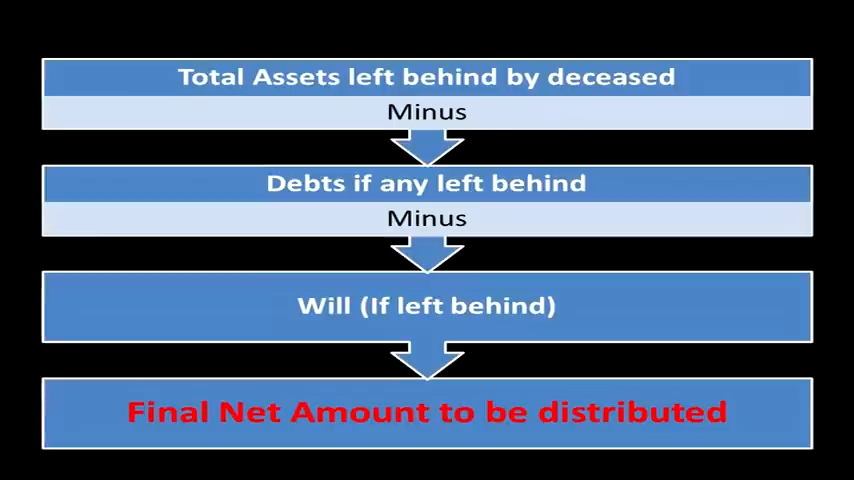 Total Assets left behind by deceased
Minus
Debts if any left behind
Minus
Will (If left behind)
Final Net Amount to be distributed